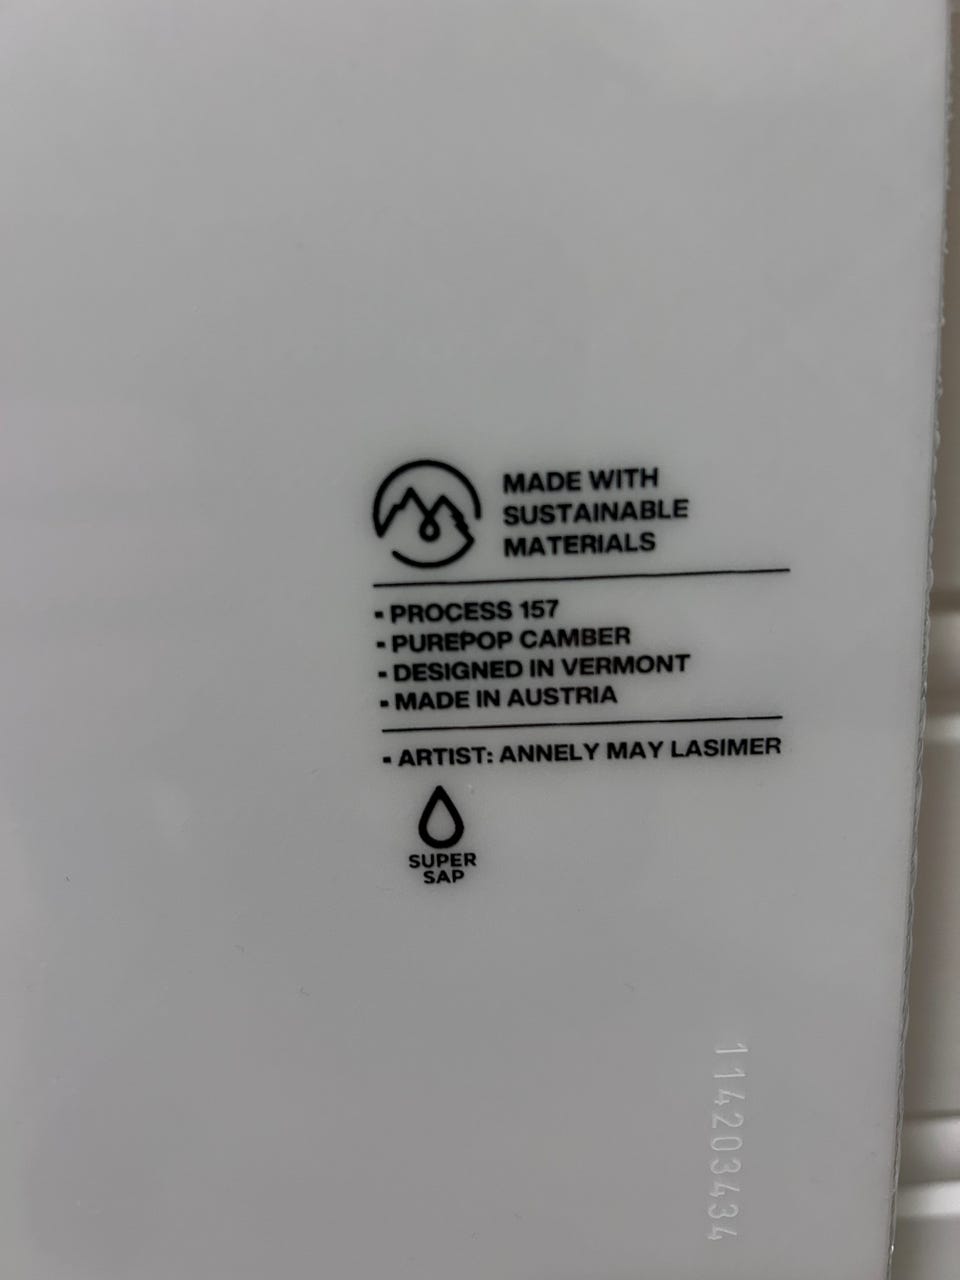 MADE WITH
SUSTAINABLE
MATERIALS
▪ PROCESS 157
▪ PUREPOP CAMBER
▪ DESIGNED IN VERMONT
▪ MADE IN AUSTRIA
▪ ARTIST: ANNELY MAY LASIMER
SUPER
SAP
114203434